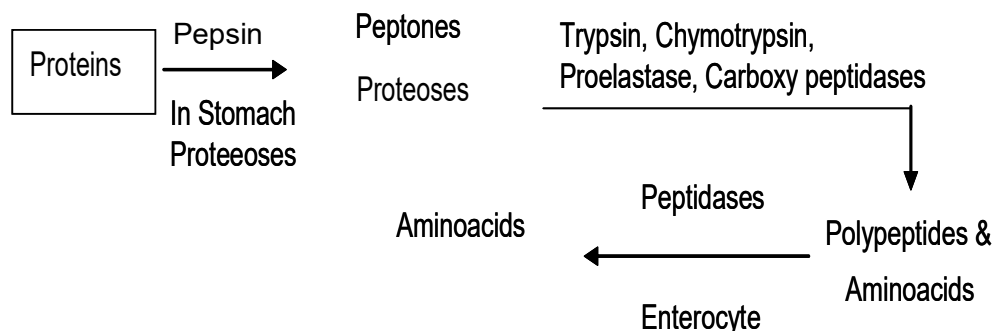 Proteins
Pepsin
In Stomach
Proteeoses
Peptones
Proteoses
Trypsin, Chymotrypsin,
Proelastase, Carboxy peptidases
Polypeptides &
Aminoacids
Peptidases
Enterocyte
Aminoacids